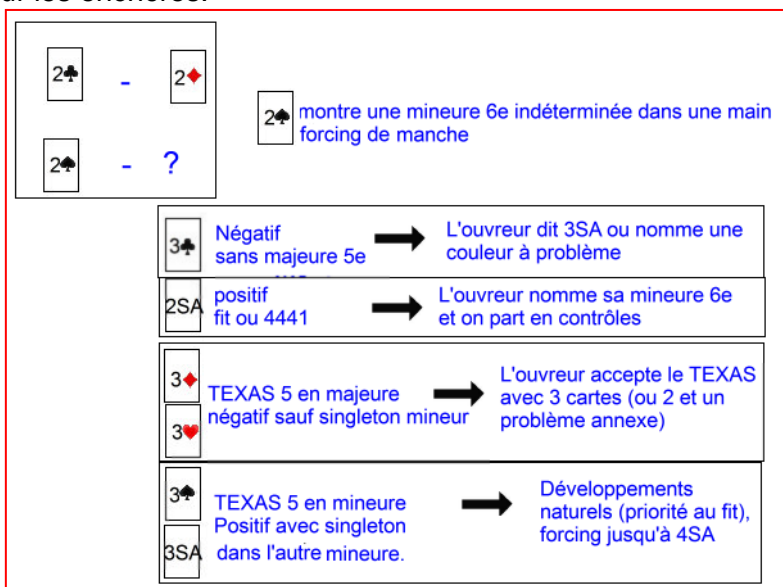 2♣ - 2♦
2♠ - ?
2♠ montre une mineure 6e indéterminée dans une main
forcing de manche
3♣ Négatif
sans majeure 5e
L'ouvreur dit 3SA ou nomme une
couleur à problème
2SA positif
fit ou 4441
L'ouvreur nomme sa mineure 6e
et on part en contrôles
3♦
3♥
TEXAS 5 en majeure
négatif sauf singleton mineur
L'ouvreur accepte le TEXAS
avec 3 cartes (ou 2 et un
problème annexe)
3♠
3SA
TEXAS 5 en mineure
Positif avec singleton
dans l'autre mineure.
Développements
naturels (priorité au fit),
forcing jusqu'à 4SA